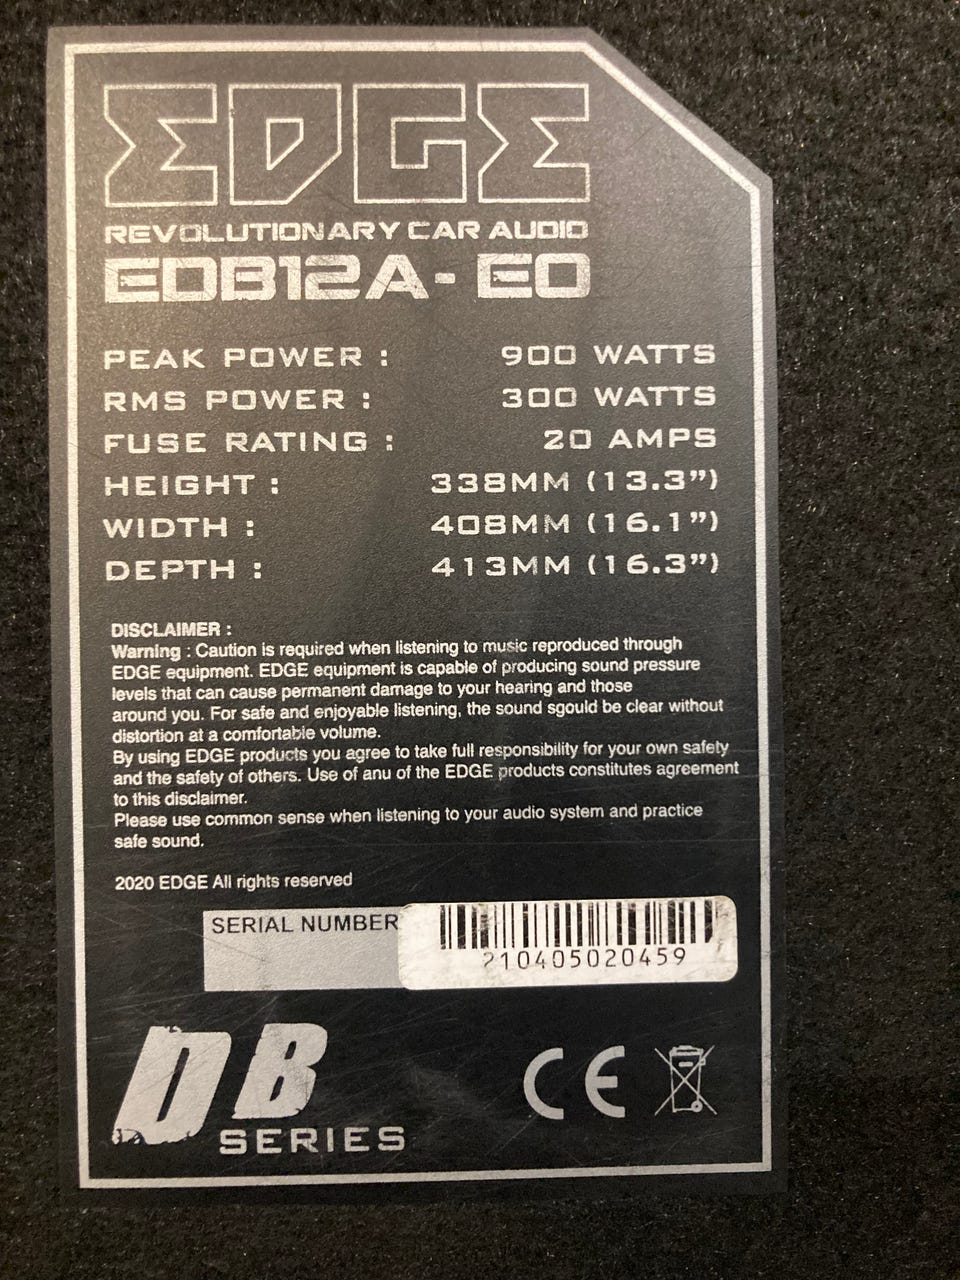 EDGE
REVOLUTIONARY CAR AUDIO
EDB12A-E0
PEAK POWER : 900 WATTS
RMS POWER : 300 WATTS
FUSE RATING : 20 AMPS
HEIGHT : 338MM (13.3")
WIDTH : 408MM (16.1")
DEPTH : 413MM (16.3")
DISCLAIMER :
Warning : Caution is required when listening to music reproduced through
EDGE equipment. EDGE equipment is capable of producing sound pressure
levels that can cause permanent damage to your hearing and those
around you. For safe and enjoyable listening, the sound sgould be clear without
distortion at a comfortable volume.
By using EDGE products you agree to take full responsibility for your own safety
and the safety of others. Use of anu of the EDGE products constitutes agreement
to this disclaimer.
Please use common sense when listening to your audio system and practice
safe sound.
2020 EDGE All rights reserved
SERIAL NUMBER
210405020459
DB
SERIES
CE